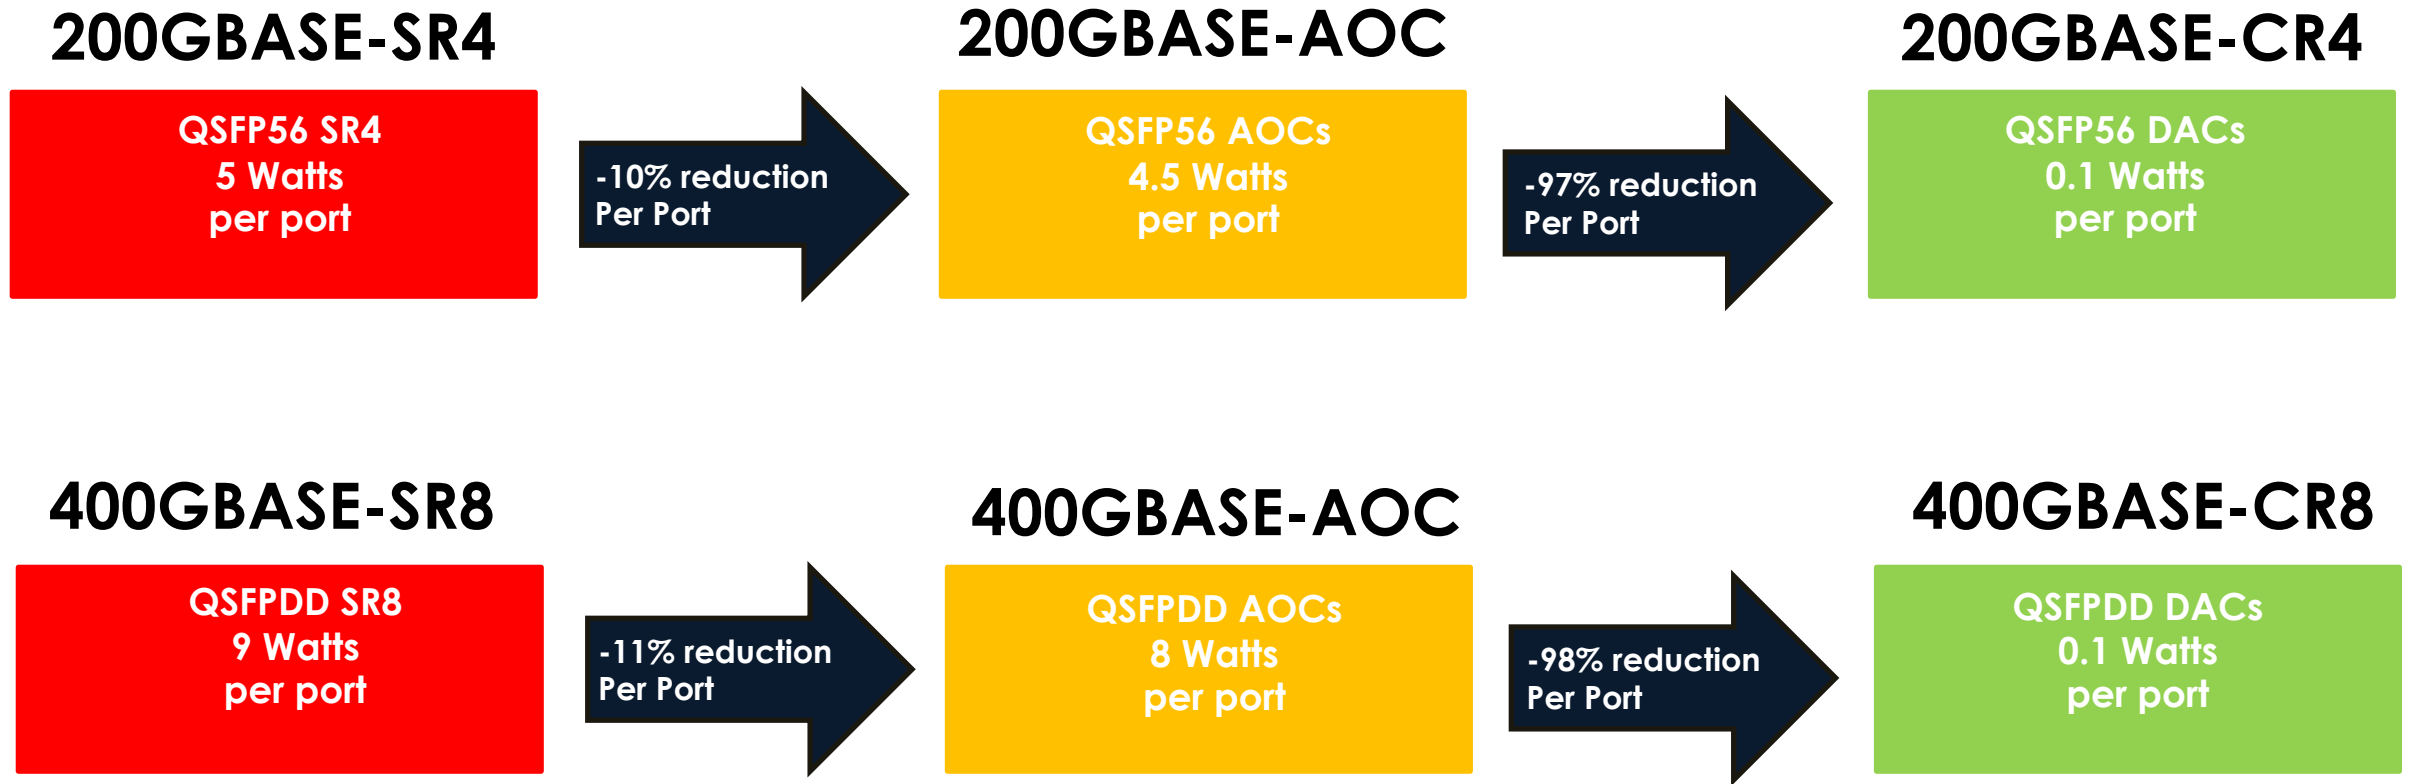 200GBASE-SR4
200GBASE-AOC
200GBASE-CR4
QSFP56 SR4
5 Watts
per port
-10% reduction
Per Port
QSFP56 AOCs
4.5 Watts
per port
-97% reduction
Per Port
QSFP56 DACs
0.1 Watts
per port
400GBASE-SR8
400GBASE-AOC
400GBASE-CR8
QSFPDD SR8
9 Watts
per port
-11% reduction
Per Port
QSFPDD AOCs
8 Watts
per port
-98% reduction
Per Port
QSFPDD DACs
0.1 Watts
per port